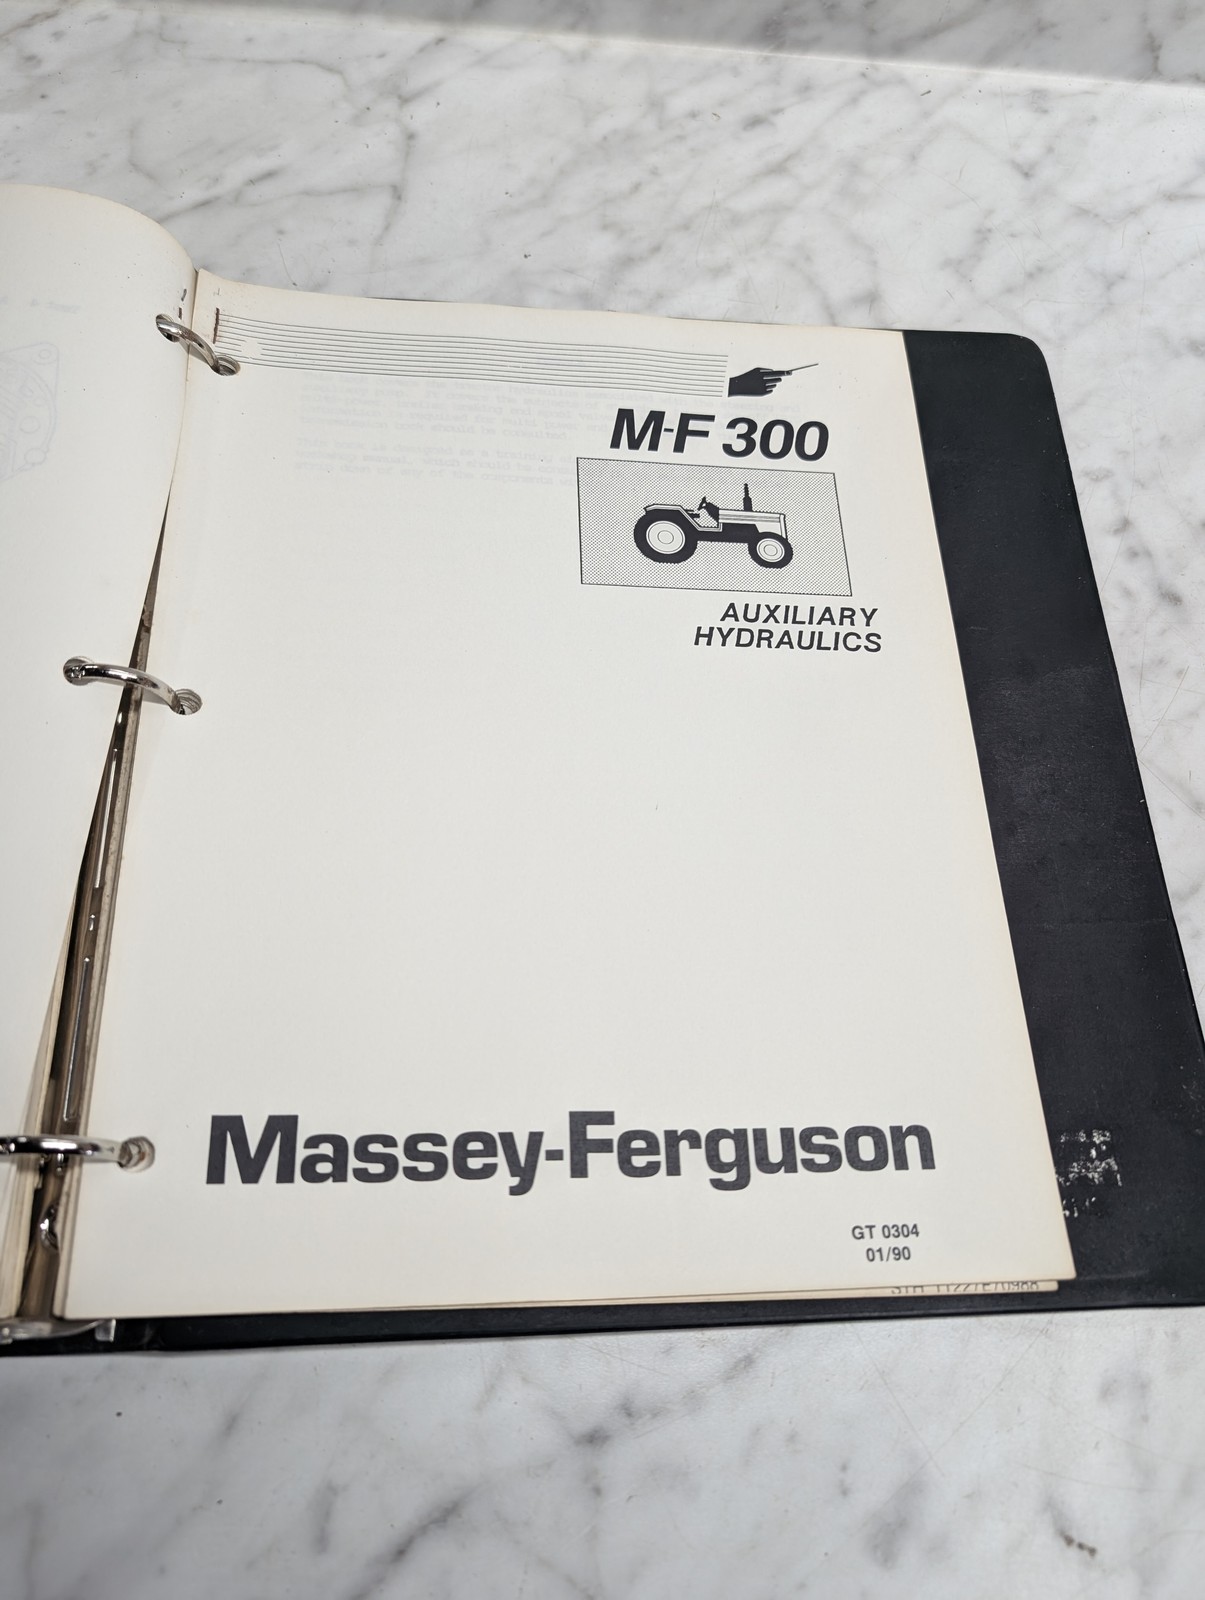 M-F 300
AUXILIARY
HYDRAULICS
Massey-Ferguson
GT 0304
01/90